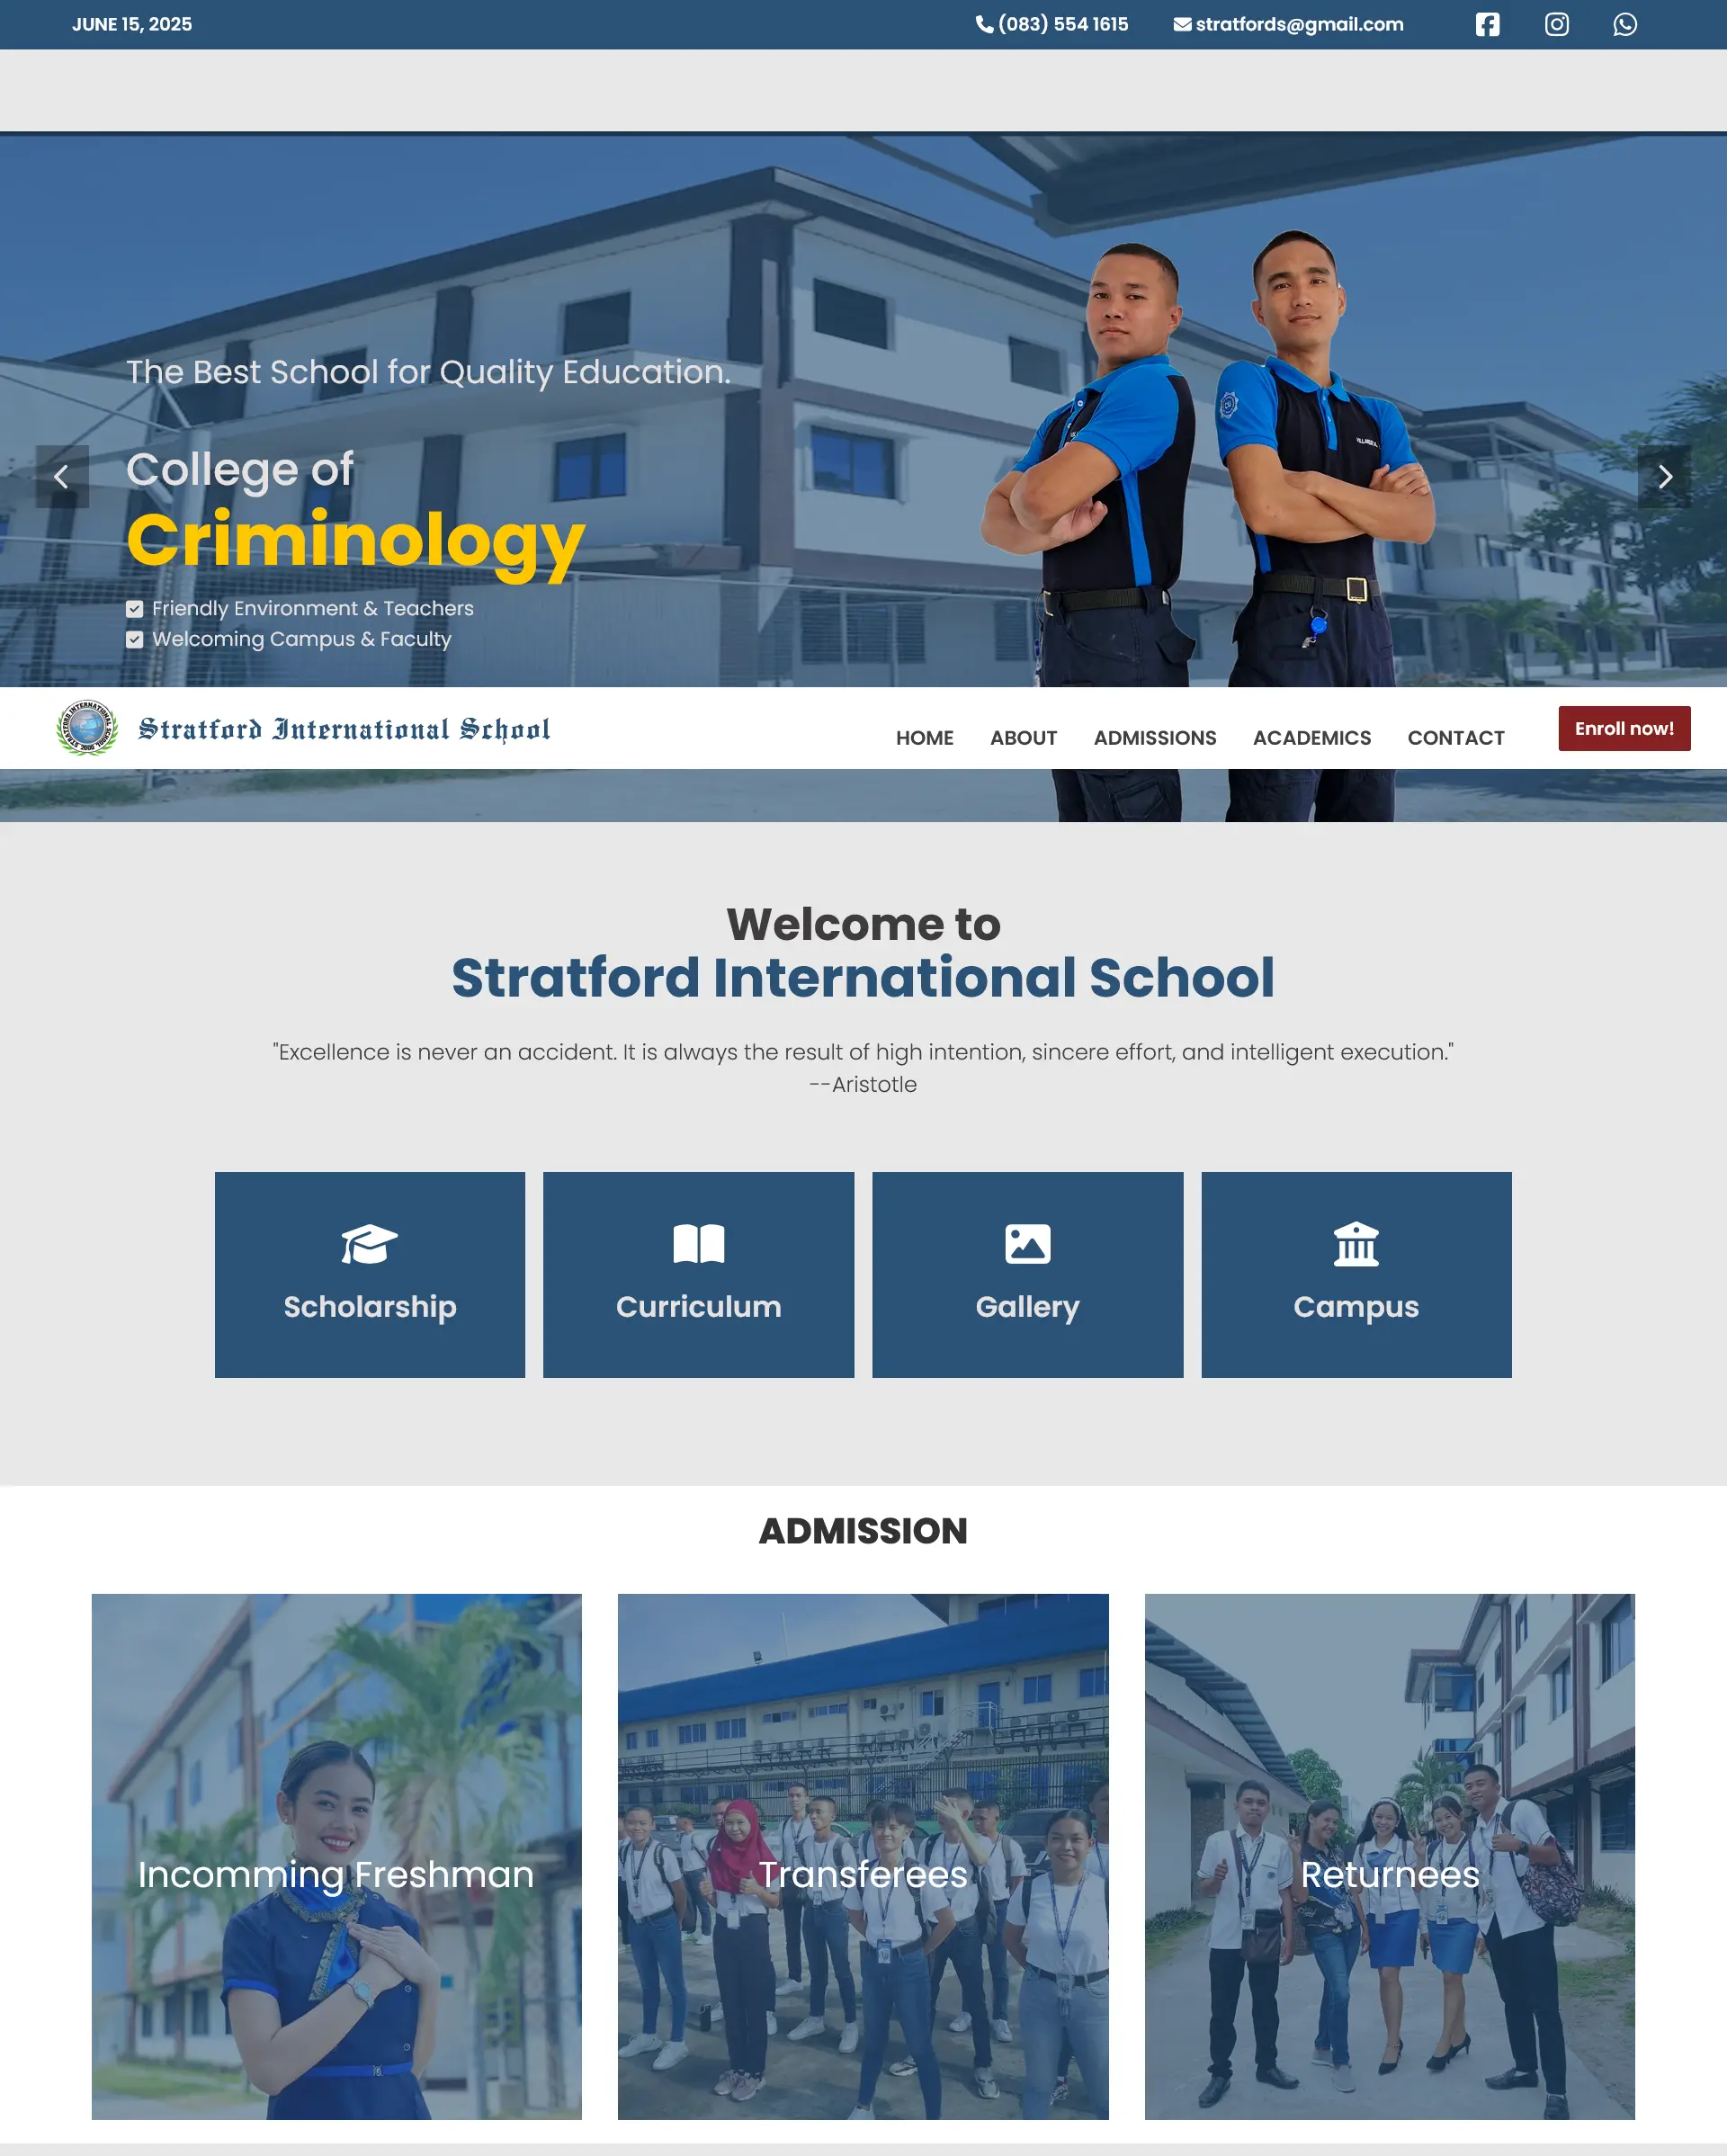 JUNE 15, 2025
(083) 554 1615
stratfords@gmail.com
The Best School for Quality Education.
College of
Criminology
Friendly Environment & Teachers
Welcoming Campus & Faculty
STRATFORD INTERNATIONAL SCHOOL
Stratford International School
HOME
ABOUT
ADMISSIONS
ACADEMICS
CONTACT
Enroll now!
Welcome to
Stratford International School
"Excellence is never an accident. It is always the result of high intention, sincere effort, and intelligent execution."
--Aristotle
Scholarship
Curriculum
Gallery
Campus
ADMISSION
Incomming Freshman
Transferees
Returnees